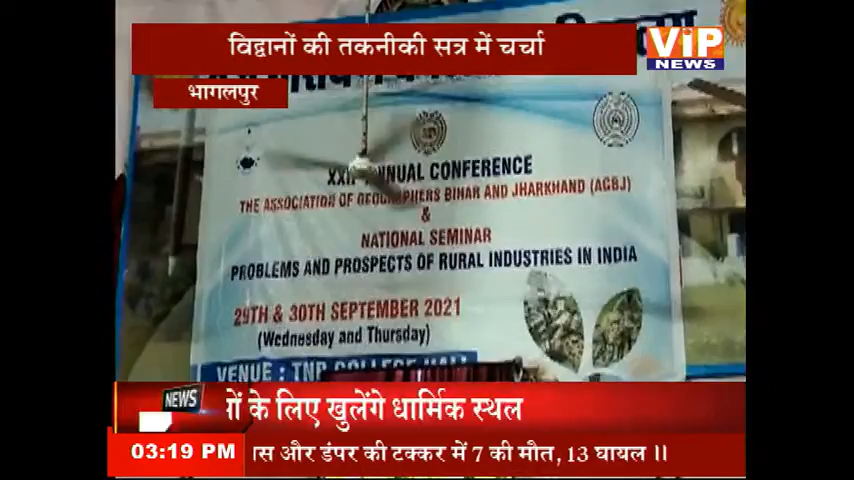 विद्वानों की तकनीकी सत्र में चर्चा
ViP
NEWS
भागलपुर
ANNUAL CONFERENCE
THE ASSOCIATION OF GEOGRAPHERS BIHAR AND JHARKHAND (AGBJ)
&
NATIONAL SEMINAR
PROBLEMS AND PROSPECTS OF RURAL INDUSTRIES IN INDIA
29TH & 30TH SEPTEMBER 2021
(Wednesday and Thursday)
VENUE : TNB COLLEGE HALL
NEWS
के लिए खुलेंगे धार्मिक स्थल
03:19 PM
और डंपर की टक्कर में 7 की मौत, 13 घायल ॥